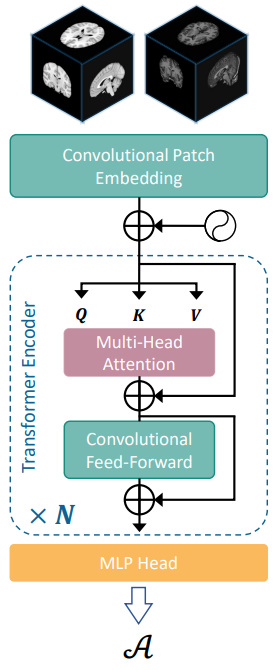 Convolutional Patch
Embedding
Q K V
Multi-Head
Attention
Convolutional
Feed-Forward
Transformer Encoder
× N
MLP Head
𝒜